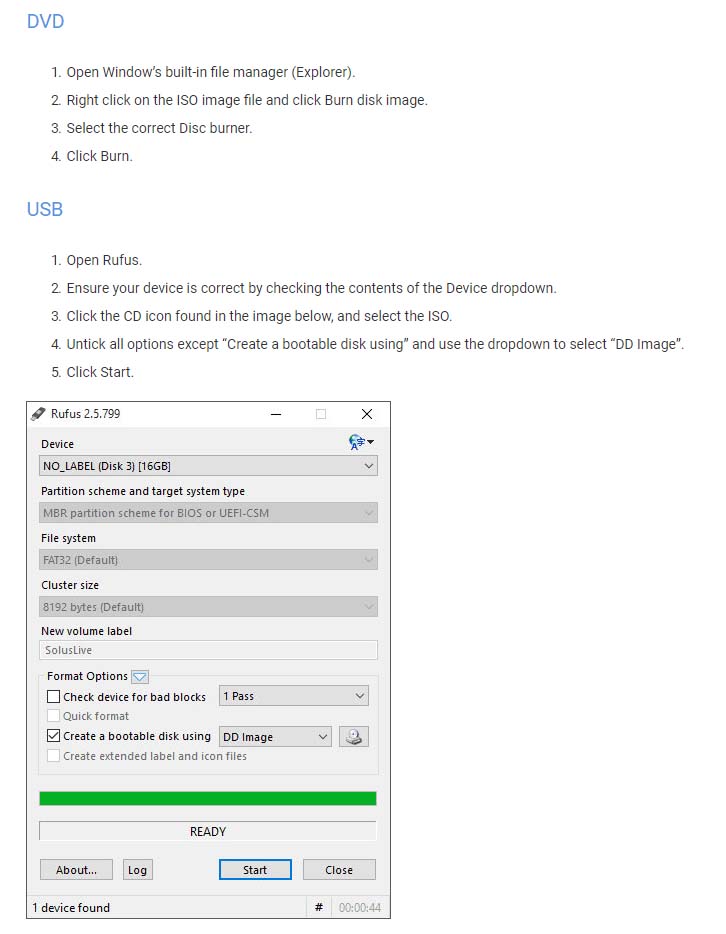 DVD
1. Open Window’s built-in file manager (Explorer).
2. Right click on the ISO image file and click Burn disk image.
3. Select the correct Disc burner.
4. Click Burn.
USB
1. Open Rufus.
2. Ensure your device is correct by checking the contents of the Device dropdown.
3. Click the CD icon found in the image below, and select the ISO.
4. Untick all options except “Create a bootable disk using” and use the dropdown to select “DD Image”.
5. Click Start.
Rufus 2.5.799
Device
NO_LABEL (Disk 3) [16GB]
Partition scheme and target system type
MBR partition scheme for BIOS or UEFI-CSM
File system
FAT32 (Default)
Cluster size
8192 bytes (Default)
New volume label
SolusLive
Format Options
Check device for bad blocks 1 Pass
Quick format
Create a bootable disk using DD Image
Create extended label and icon files
READY
About... Log Start Close
1 device found # 00:00:44